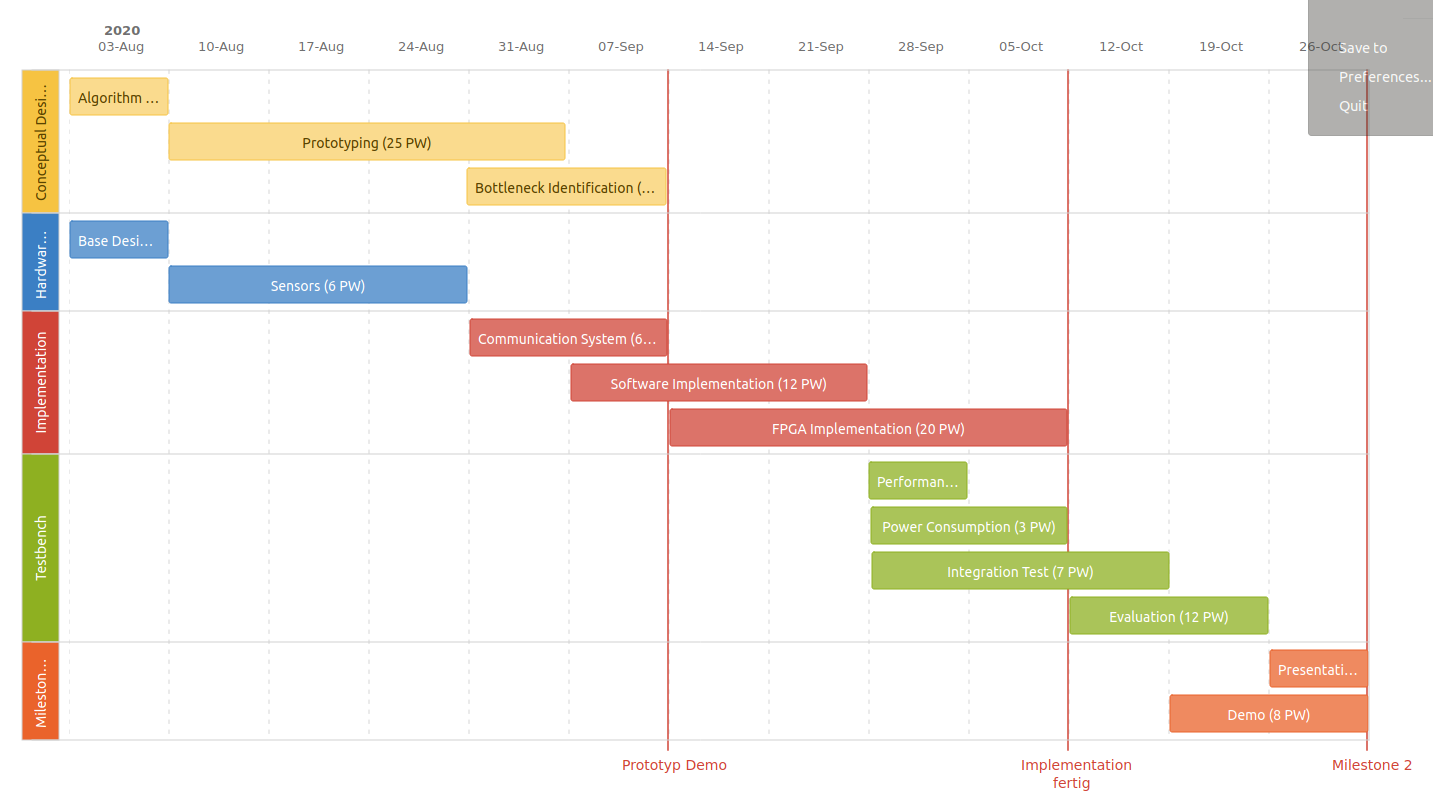 2020
03-Aug 10-Aug 17-Aug 24-Aug 31-Aug 07-Sep 14-Sep 21-Sep 28-Sep 05-Oct 12-Oct 19-Oct 26-Oct
Save to
Preferences...
Quit
Conceptual Desi...
Algorithm ...
Prototyping (25 PW)
Bottleneck Identification (...
Hardwar...
Base Desi...
Sensors (6 PW)
Implementation
Communication System (6...
Software Implementation (12 PW)
FPGA Implementation (20 PW)
Testbench
Performan...
Power Consumption (3 PW)
Integration Test (7 PW)
Evaluation (12 PW)
Mileston...
Presentati...
Demo (8 PW)
Prototyp Demo
Implementation
fertig
Milestone 2